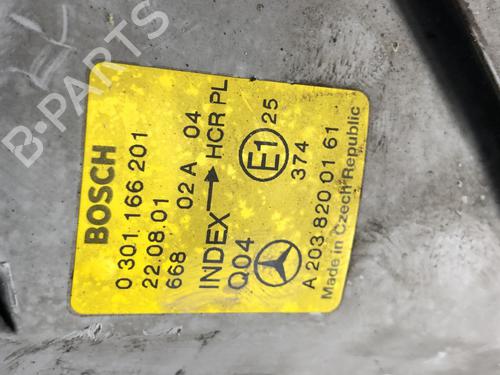 BOSCH
0 301 166 201
22.08.01
668 02 A 04
INDEX → HCR PL
Q04
E1 25
374
A 203 820 01 61
Made in Czech Republic
B-PARTS